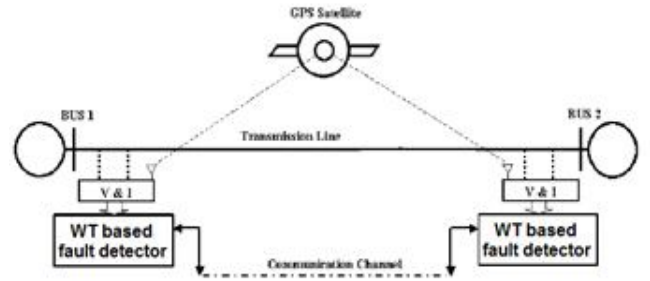 GPS Satellite
BUS 1
BUS 2
Transmission Line
V & I
V & I
WT based
fault detector
WT based
fault detector
Communication Channel